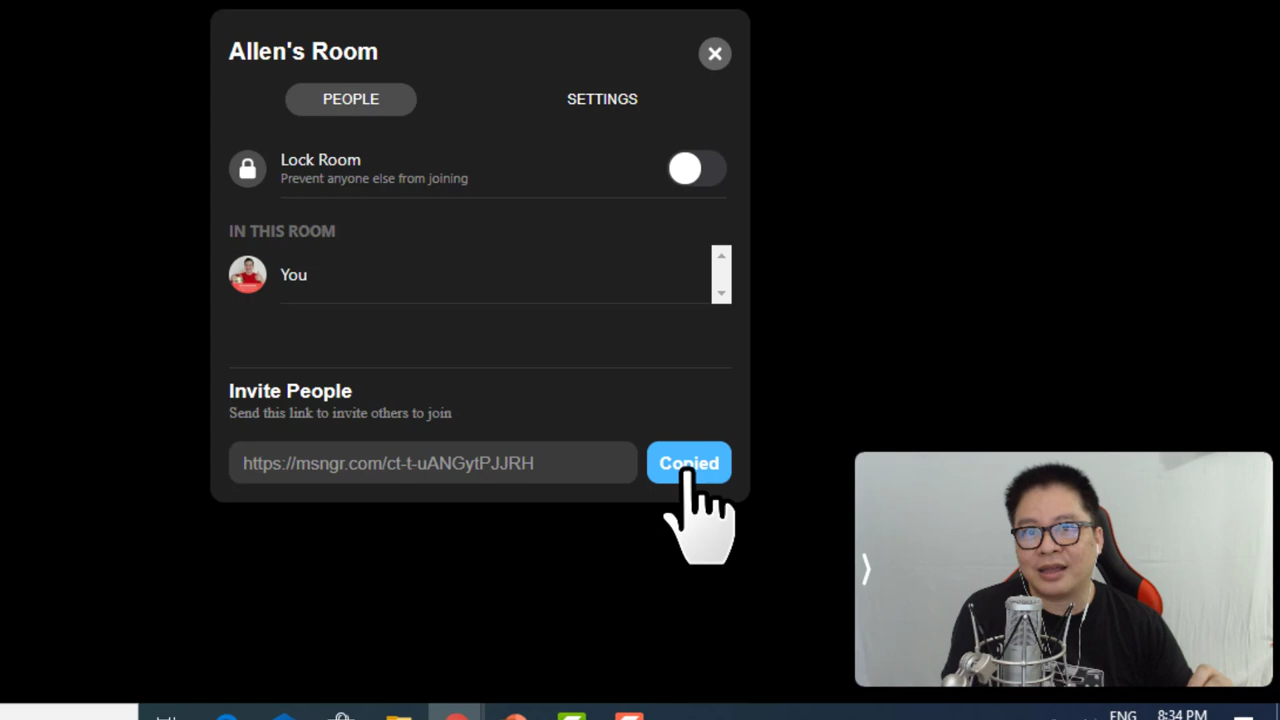 Allen's Room
PEOPLE
SETTINGS
Lock Room
Prevent anyone else from joining
IN THIS ROOM
You
Invite People
Send this link to invite others to join
https://msngr.com/ct-t-uANGytPJJRH
Copied
ENG
8:34 PM